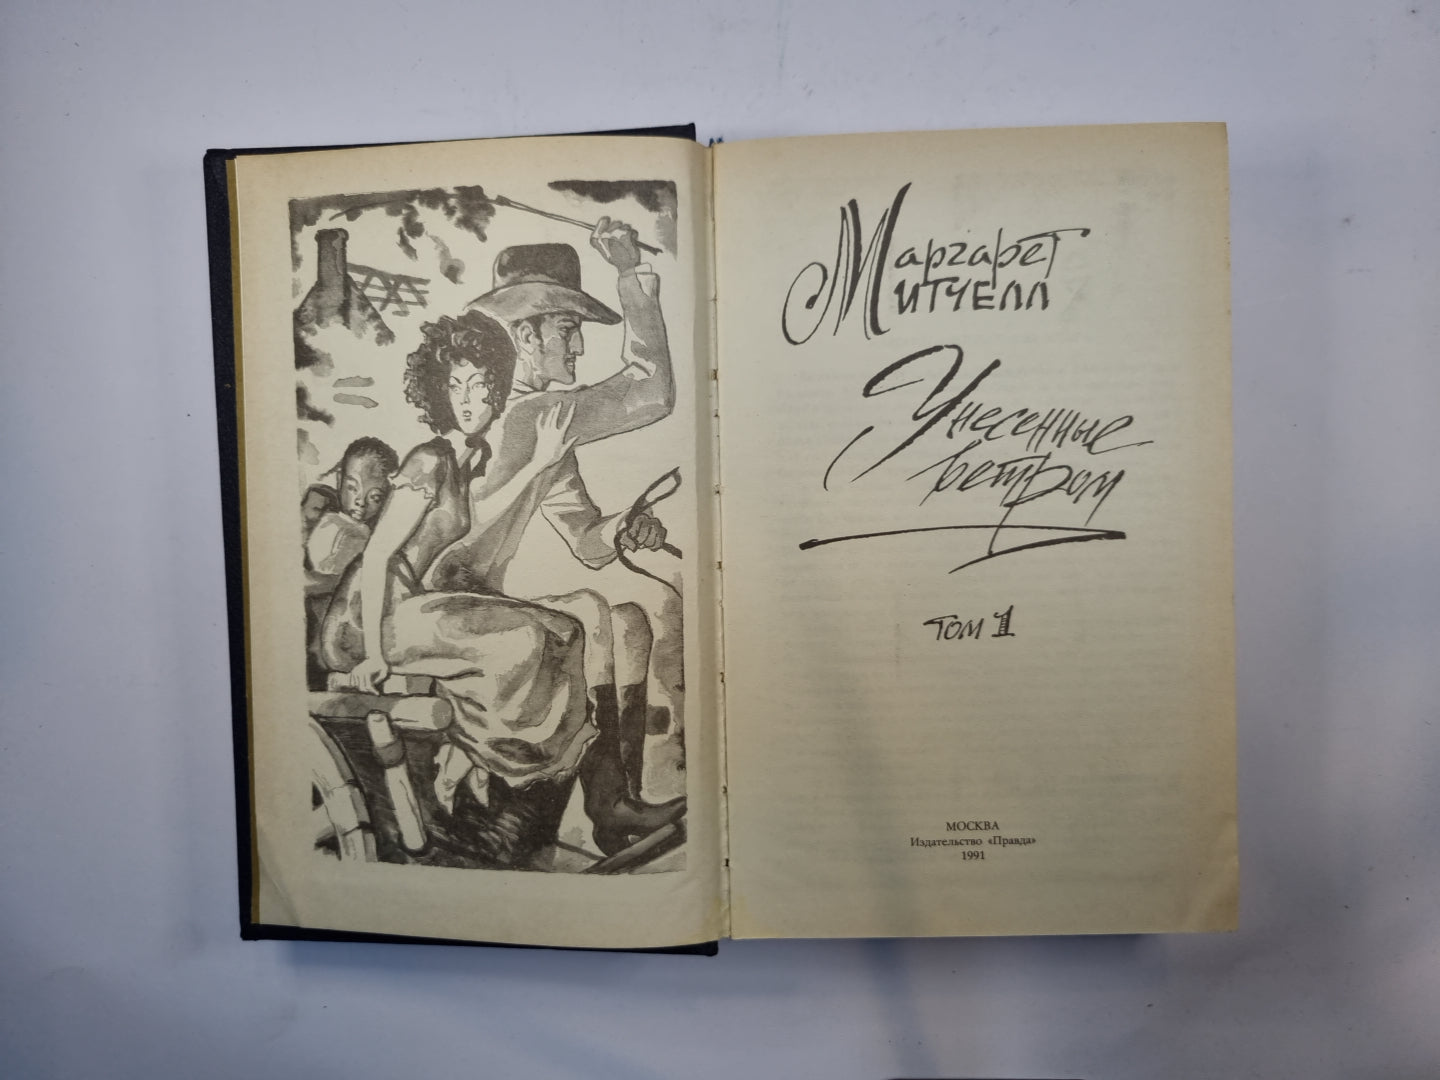 Маргарет
Митчелл
Унесенные
ветром
Том 1
МОСКВА
Издательство «Правда»
1991